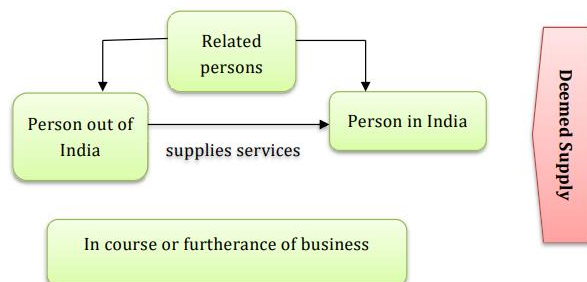 Related
persons
Person out of
India
supplies services
Person in India
In course or furtherance of business
Deemed Supply